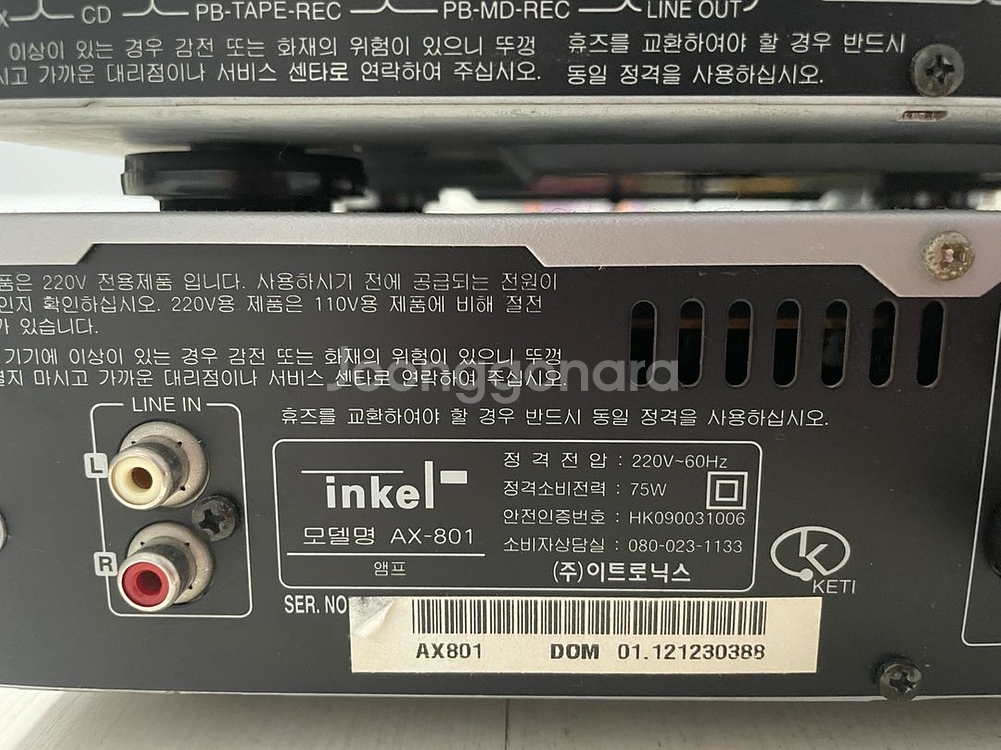 CD PB-TAPE-REC PB-MD-REC LINE OUT
이상이 있는 경우 감전 또는 화재의 위험이 있으니 뚜껑
시고 가까운 대리점이나 서비스 센타로 연락하여 주십시오.
휴즈를 교환하여야 할 경우 반드시
동일 정격을 사용하십시오.
품은 220V 전용제품 입니다. 사용하시기 전에 공급되는 전원이
인지 확인하십시오. 220V용 제품은 110V용 제품에 비해 절전
가 있습니다.
기기에 이상이 있는 경우 감전 또는 화재의 위험이 있으니 뚜껑
열지 마시고 가까운 대리점이나 서비스 센타로 연락하여 주십시오.
Joonggonara
LINE IN
휴즈를 교환하여야 할 경우 반드시 동일 정격을 사용하십시오.
L
R
inkel
모델명 AX-801
앰프
정 격 전 압 : 220V~60Hz
정격소비전력 : 75W
안전인증번호 : HK090031006
소비자상담실 : 080-023-1133
(주)이트로닉스
k
KETI
SER. NO
AX801 DOM 01.121230388